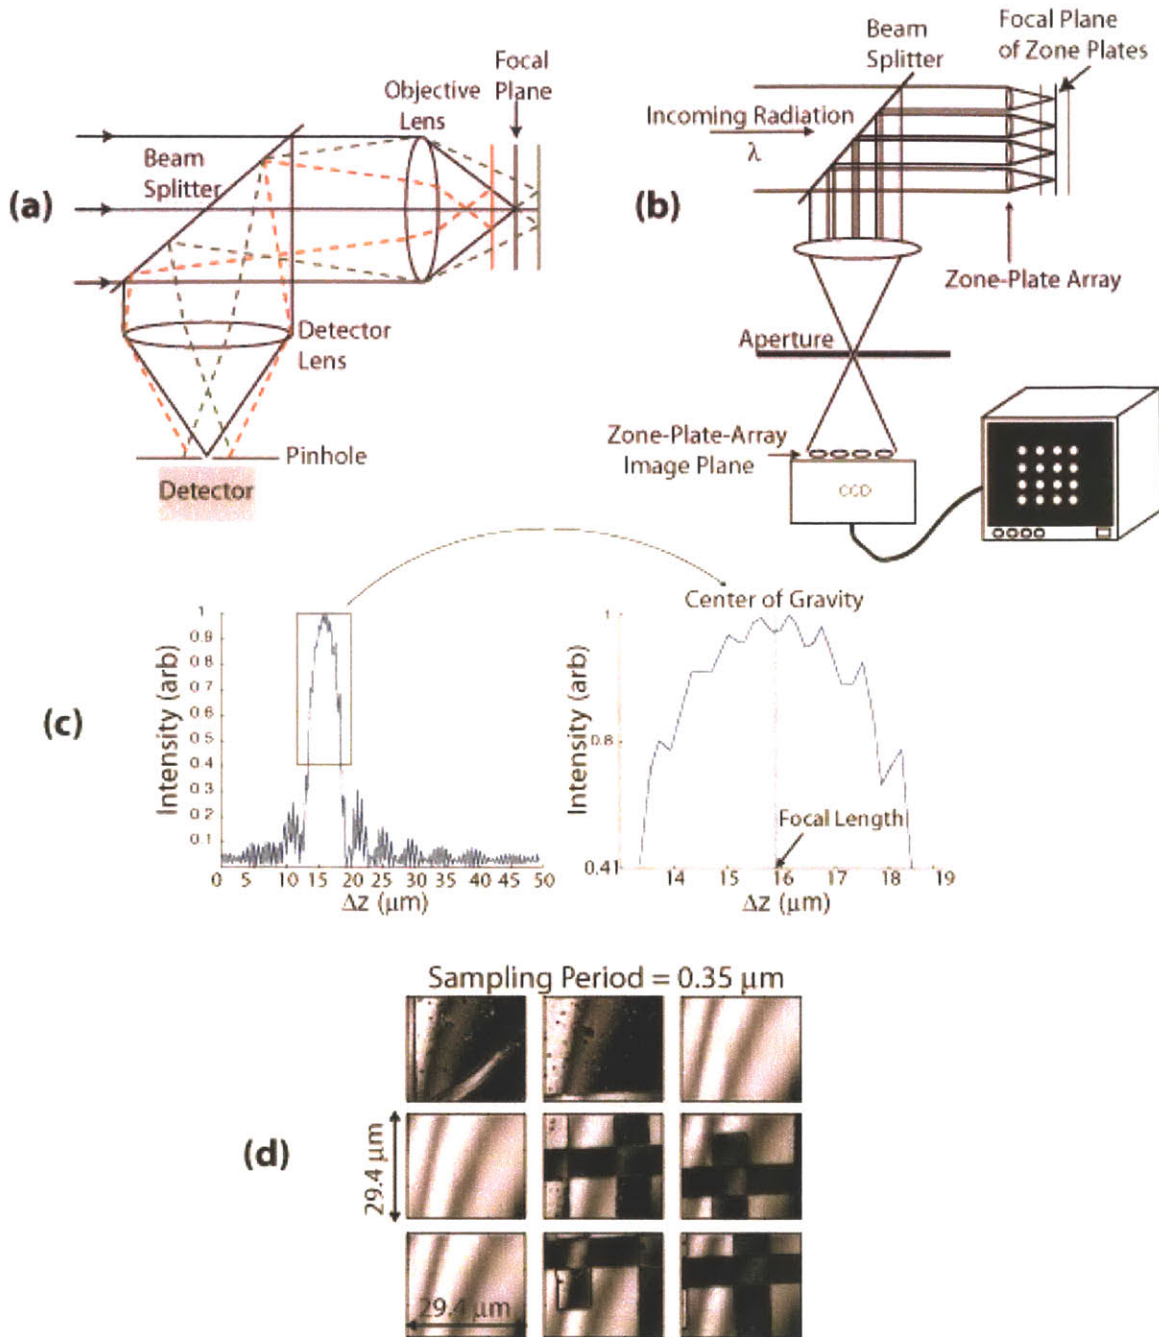 Beam
Splitter
Focal Plane
of Zone Plates
Focal
Plane
Objective
Lens
Beam
Splitter
Incoming Radiation
λ
(a)
(b)
Zone-Plate Array
Detector
Lens
Aperture
Pinhole
Detector
Zone-Plate-Array
Image Plane
CCD
Center of Gravity
(c)
Intensity (arb)
1
0.9
0.8
0.7
0.6
0.5
0.4
0.3
0.2
0.1
0 5 10 15 20 25 30 35 40 45 50
Δz (μm)
Intensity (arb)
1
0.8
0.41
Focal Length
14 15 16 17 18 19
Δz (μm)
Sampling Period = 0.35 μm
(d)
29.4 μm
29.4 μm